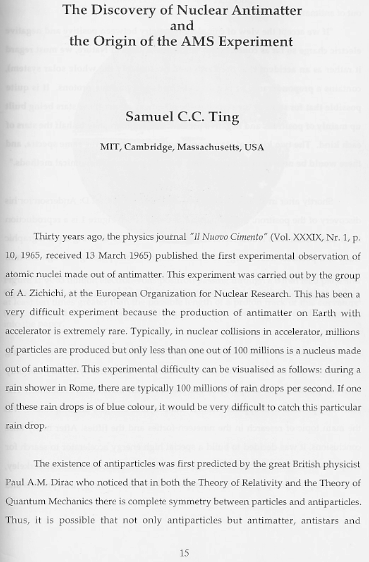 The Discovery of Nuclear Antimatter
and
the Origin of the AMS Experiment
Samuel C.C. Ting
MIT, Cambridge, Massachusetts, USA
Thirty years ago, the physics journal "Il Nuovo Cimento" (Vol. XXXIX, Nr. 1, p.
10, 1965, received 13 March 1965) published the first experimental observation of
atomic nuclei made out of antimatter. This experiment was carried out by the group
of A. Zichichi, at the European Organization for Nuclear Research. This has been a
very difficult experiment because the production of antimatter on Earth with
accelerator is extremely rare. Typically, in nuclear collisions in accelerator, millions
of particles are produced but only less than one out of 100 millions is a nucleus made
out of antimatter. This experimental difficulty can be visualised as follows: during a
rain shower in Rome, there are typically 100 millions of rain drops per second. If one
of these rain drops is of blue colour, it would be very difficult to catch this particular
rain drop.
The existence of antiparticles was first predicted by the great British physicist
Paul A.M. Dirac who noticed that in both the Theory of Relativity and the Theory of
Quantum Mechanics there is complete symmetry between particles and antiparticles.
Thus, it is possible that not only antiparticles but antimatter, antistars and
15